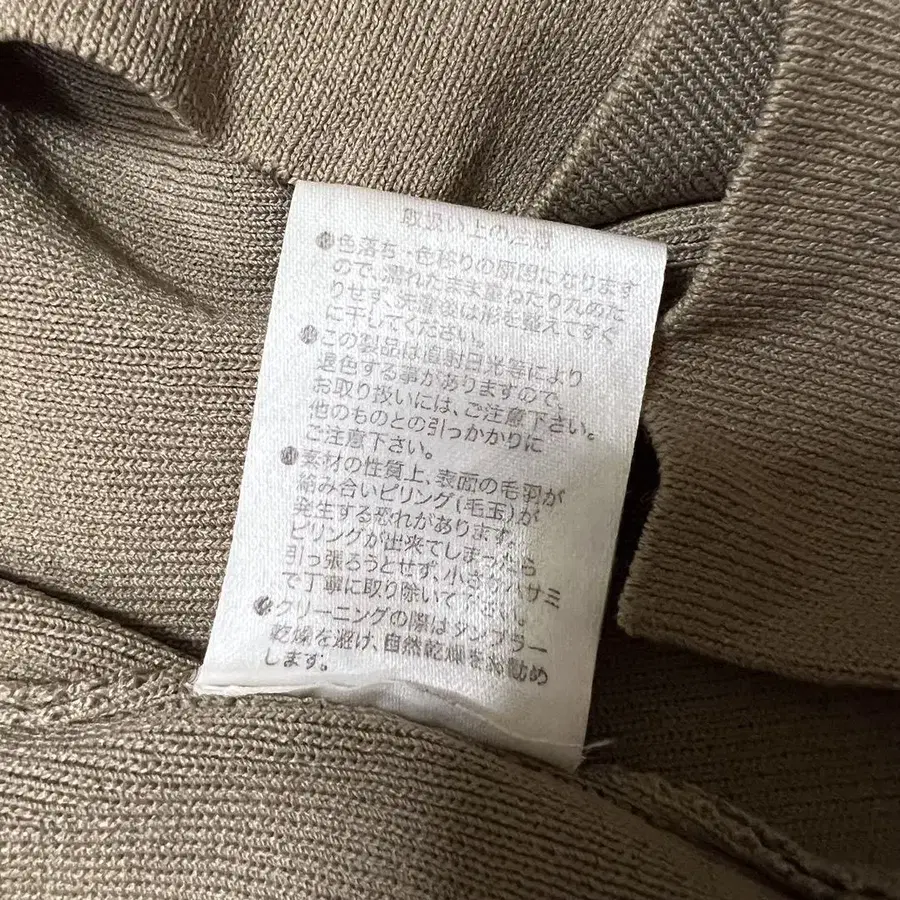 取扱い上の注意
色落ち・色移りの原因になります
ので、濡れたまま重ねたり丸のた
りせず、洗濯後は形を整えてすぐ
に干してください。
この製品は直射日光等により
退色する事がありますので
お取り扱いには、ご注意下さい。
他のものとの引っかかりに
ご注意下さい。
素材の性質上、表面の毛羽が
絡み合いピリング(毛玉)が
発生する恐れがあります。
ピリングが出来てしまったら
引っ張ろうとせず、小さなハサミ
で丁寧に取り除いて下さい。
クリーニングの際はタンブラー
乾燥を避け、自然乾燥をお勧め
します。